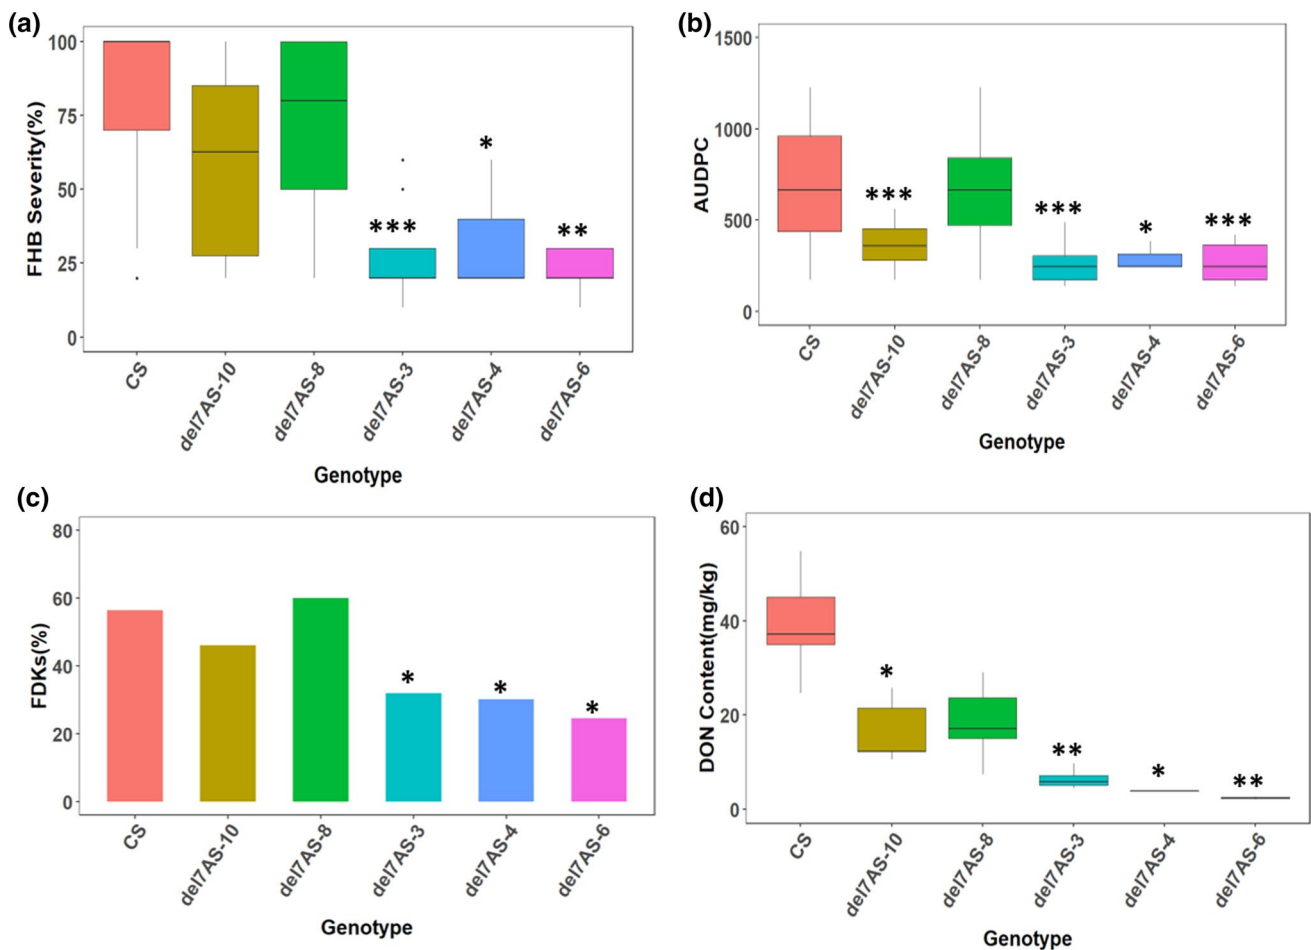 (a)
FHB Severity(%)
100
75
50
25
0
***
*
**
CS
del7AS-10
del7AS-8
del7AS-3
del7AS-4
del7AS-6
Genotype
(b)
AUDPC
1500
1000
500
0
***
***
*
***
CS
del7AS-10
del7AS-8
del7AS-3
del7AS-4
del7AS-6
Genotype
(c)
FDKs(%)
80
60
40
20
0
*
*
*
CS
del7AS-10
del7AS-8
del7AS-3
del7AS-4
del7AS-6
Genotype
(d)
DON Content(mg/kg)
60
40
20
0
*
**
*
**
CS
del7AS-10
del7AS-8
del7AS-3
del7AS-4
del7AS-6
Genotype